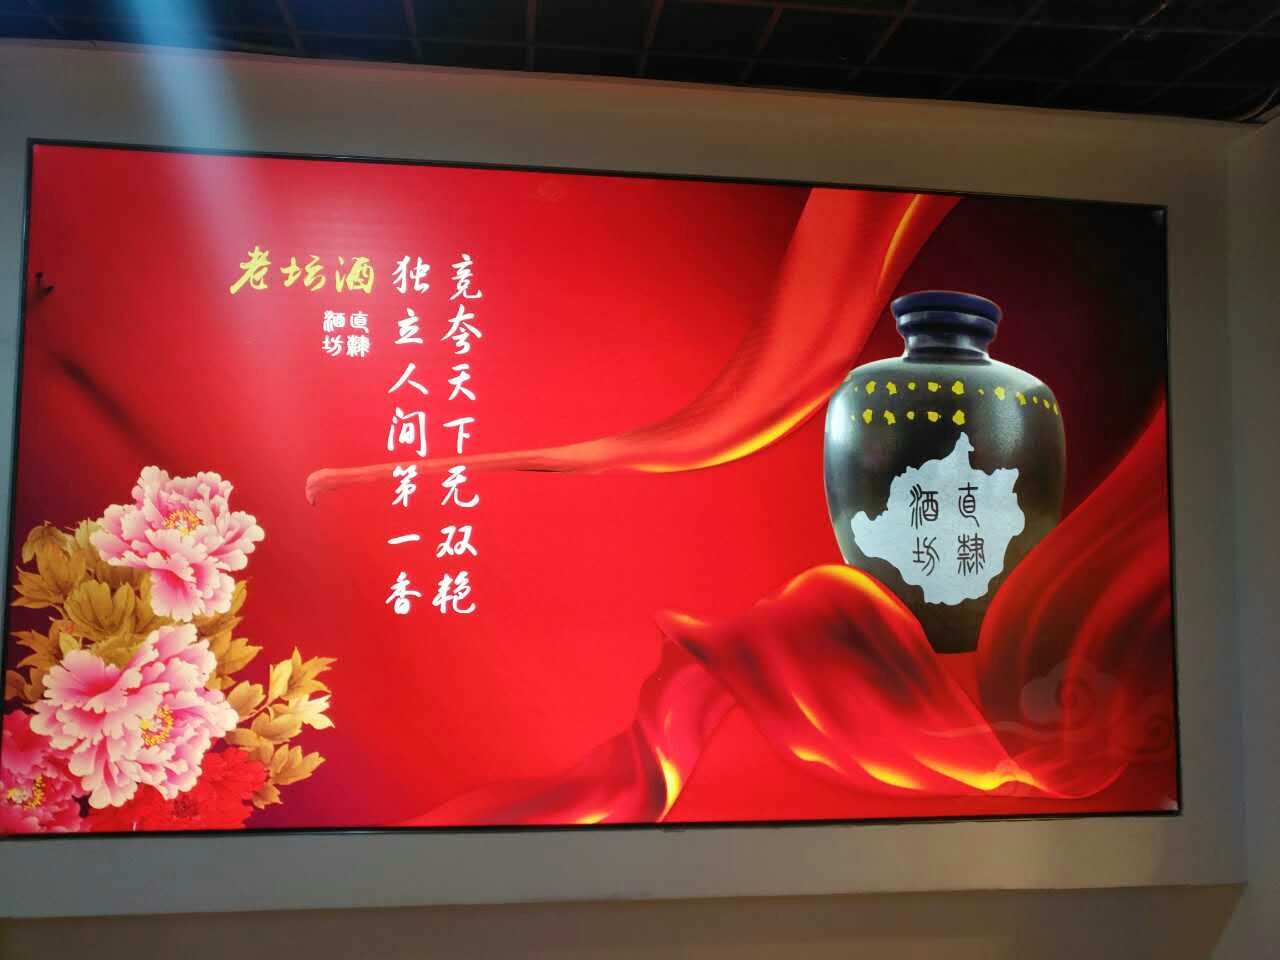 竞夸天下无双艳
独立人间第一香
老坛酒
直隶
酒坊
直隶
酒坊